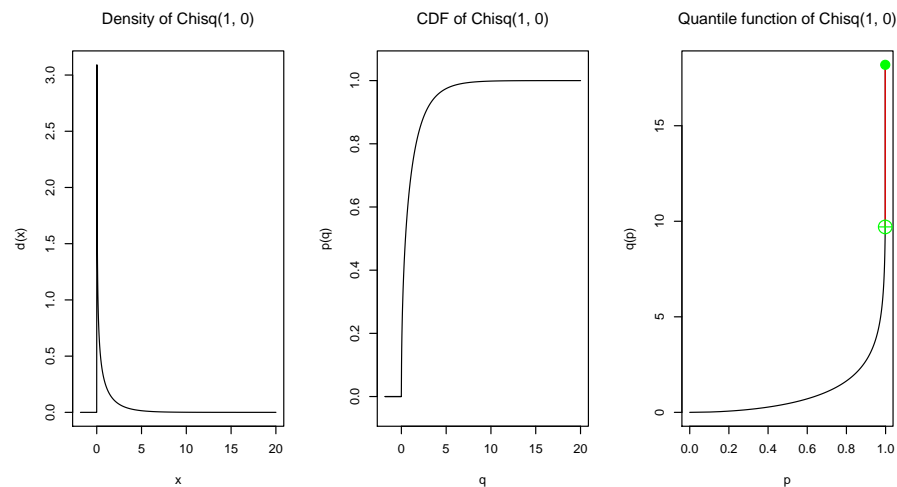 Density of Chisq(1, 0)
d(x)
3.0
2.5
2.0
1.5
1.0
0.5
0.0
0 5 10 15 20
x
CDF of Chisq(1, 0)
p(q)
1.0
0.8
0.6
0.4
0.2
0.0
0 5 10 15 20
q
Quantile function of Chisq(1, 0)
q(p)
15
10
5
0
0.0 0.2 0.4 0.6 0.8 1.0
p